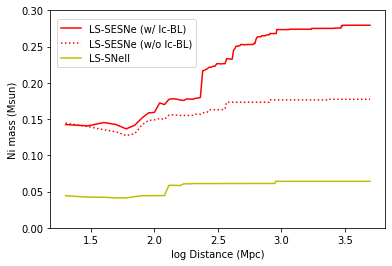 0.30
0.25
0.20
0.15
0.10
0.05
0.00
Ni mass (Msun)
LS-SESNe (w/ Ic-BL)
LS-SESNe (w/o Ic-BL)
LS-SNeII
1.5 2.0 2.5 3.0 3.5
log Distance (Mpc)